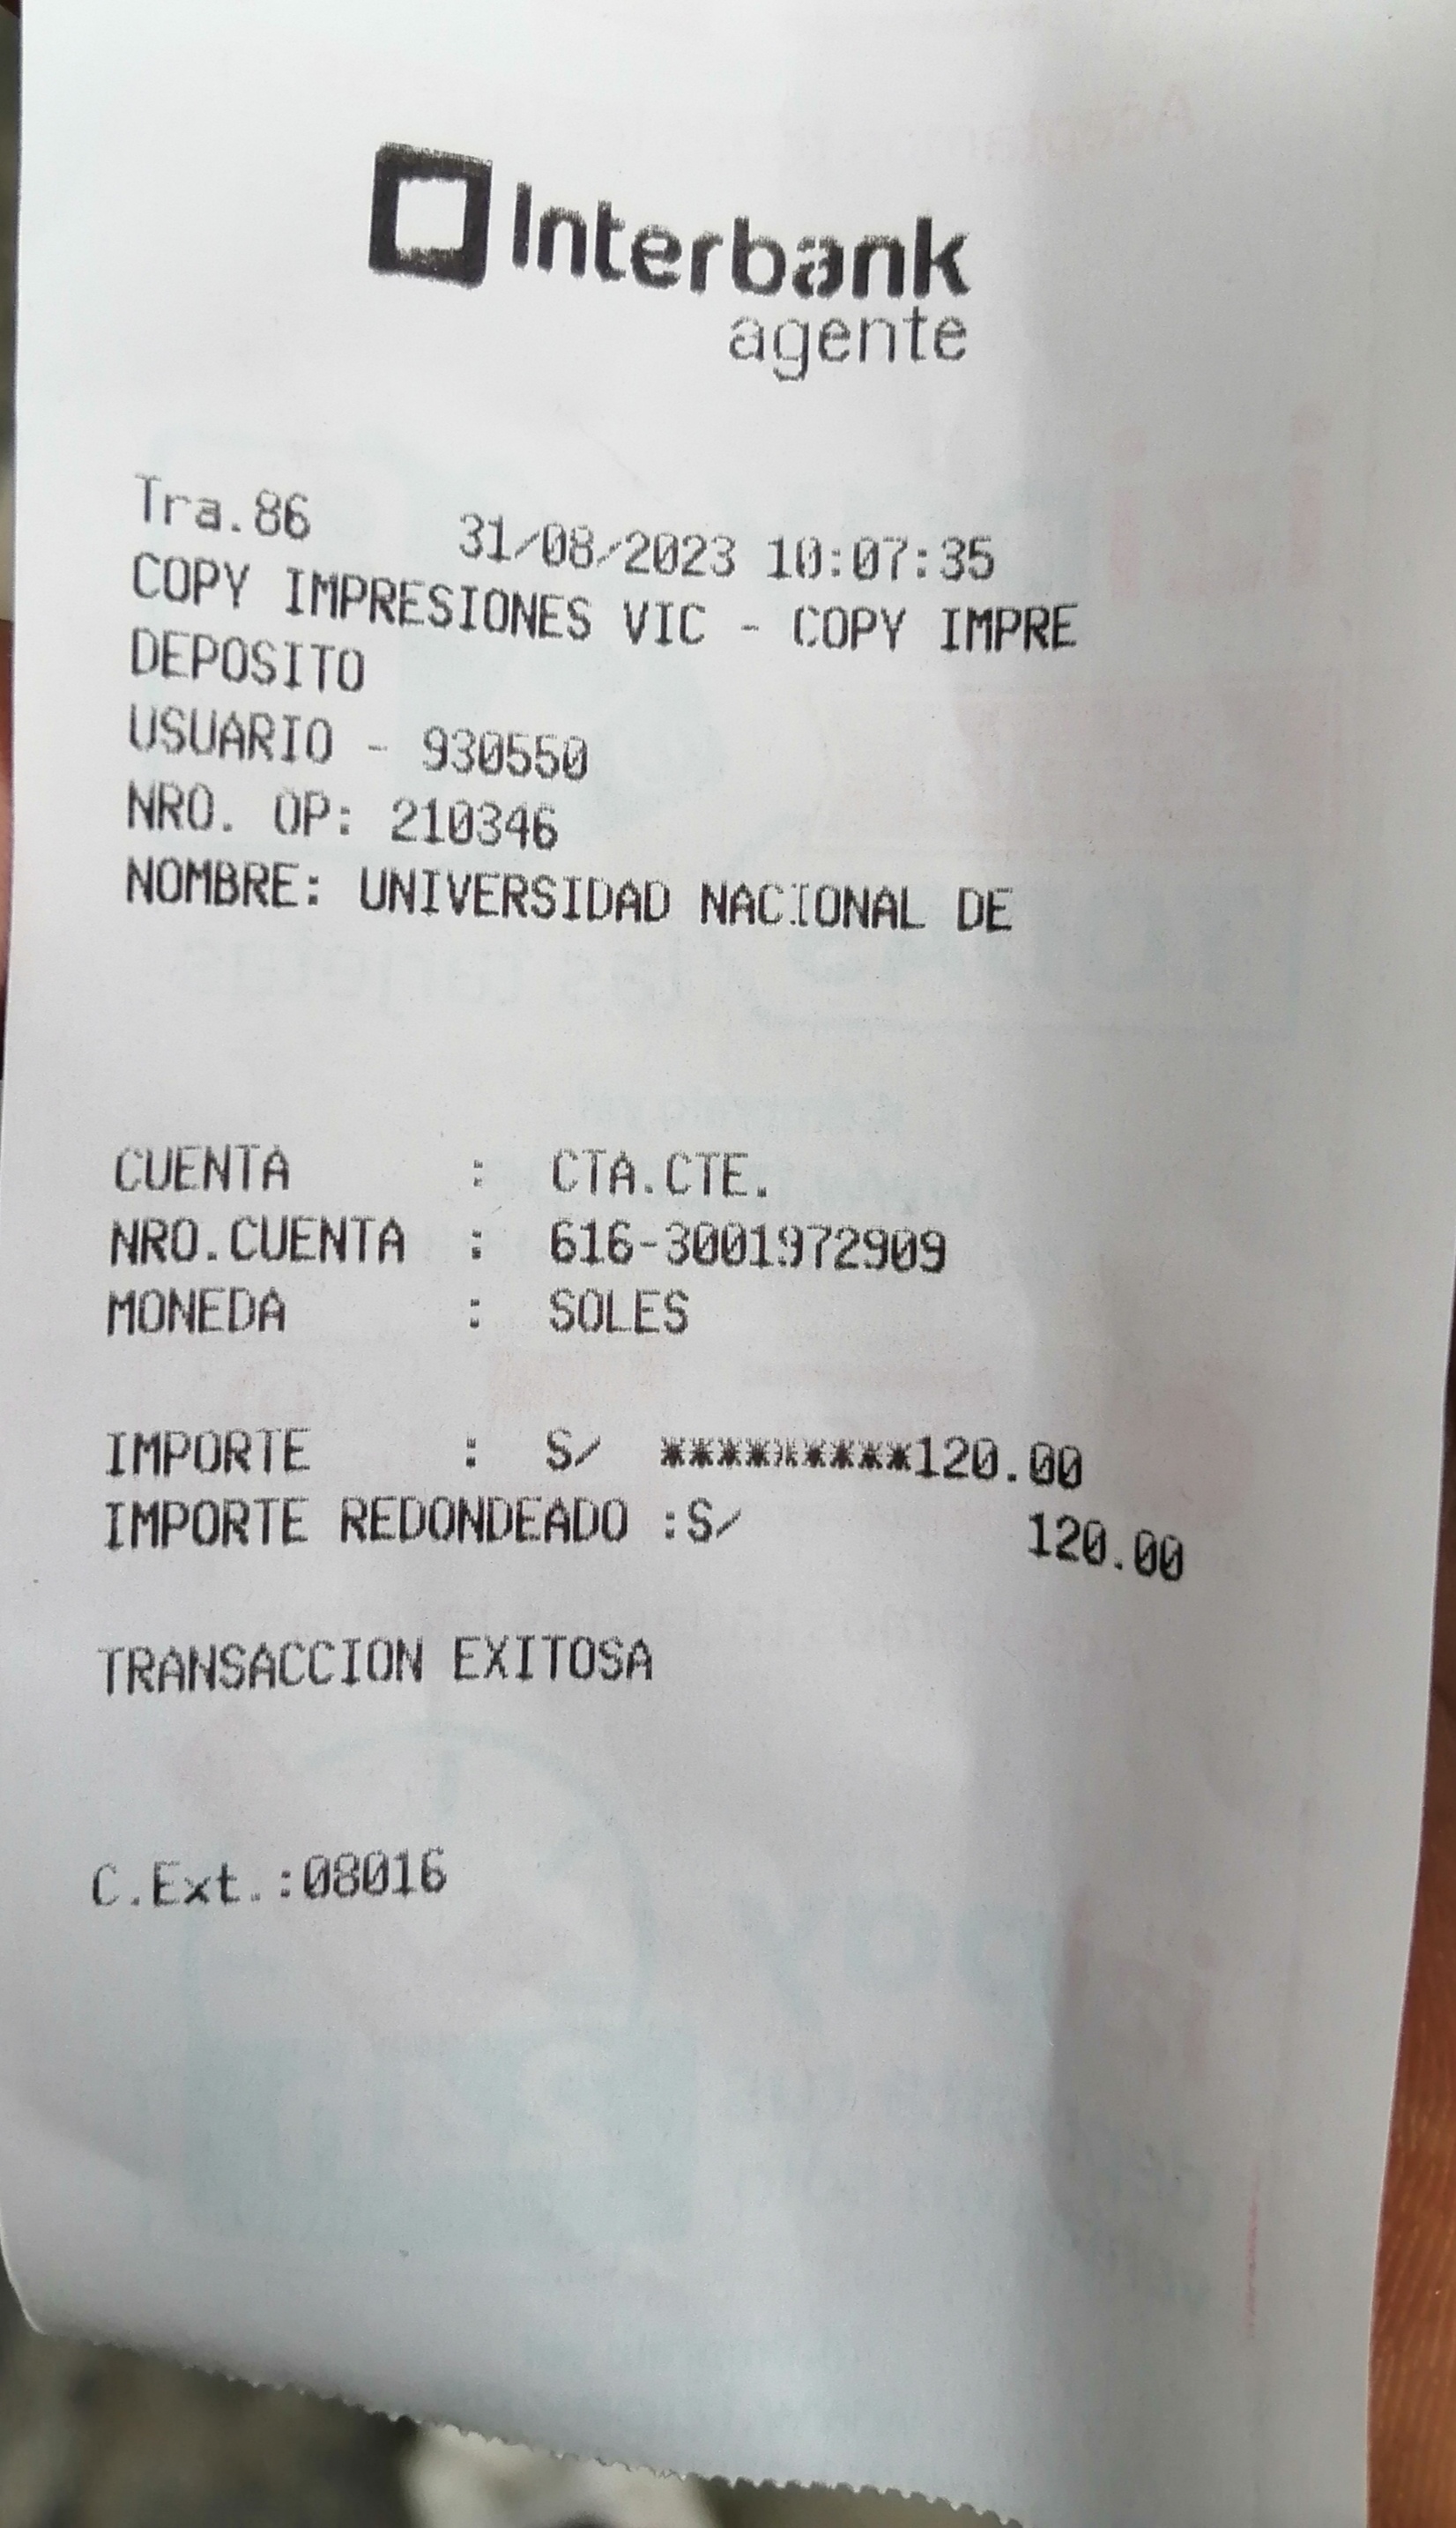 Interbank
agente
Tra.86 31/08/2023 10:07:35
COPY IMPRESIONES VIC - COPY IMPRE
DEPOSITO
USUARIO - 930550
NRO. OP: 210346
NOMBRE: UNIVERSIDAD NACIONAL DE
CUENTA : CTA.CTE.
NRO.CUENTA : 616-3001972909
MONEDA : SOLES
IMPORTE : S/ *********120.00
IMPORTE REDONDEADO :S/ 120.00
TRANSACCION EXITOSA
C.Ext.:08016